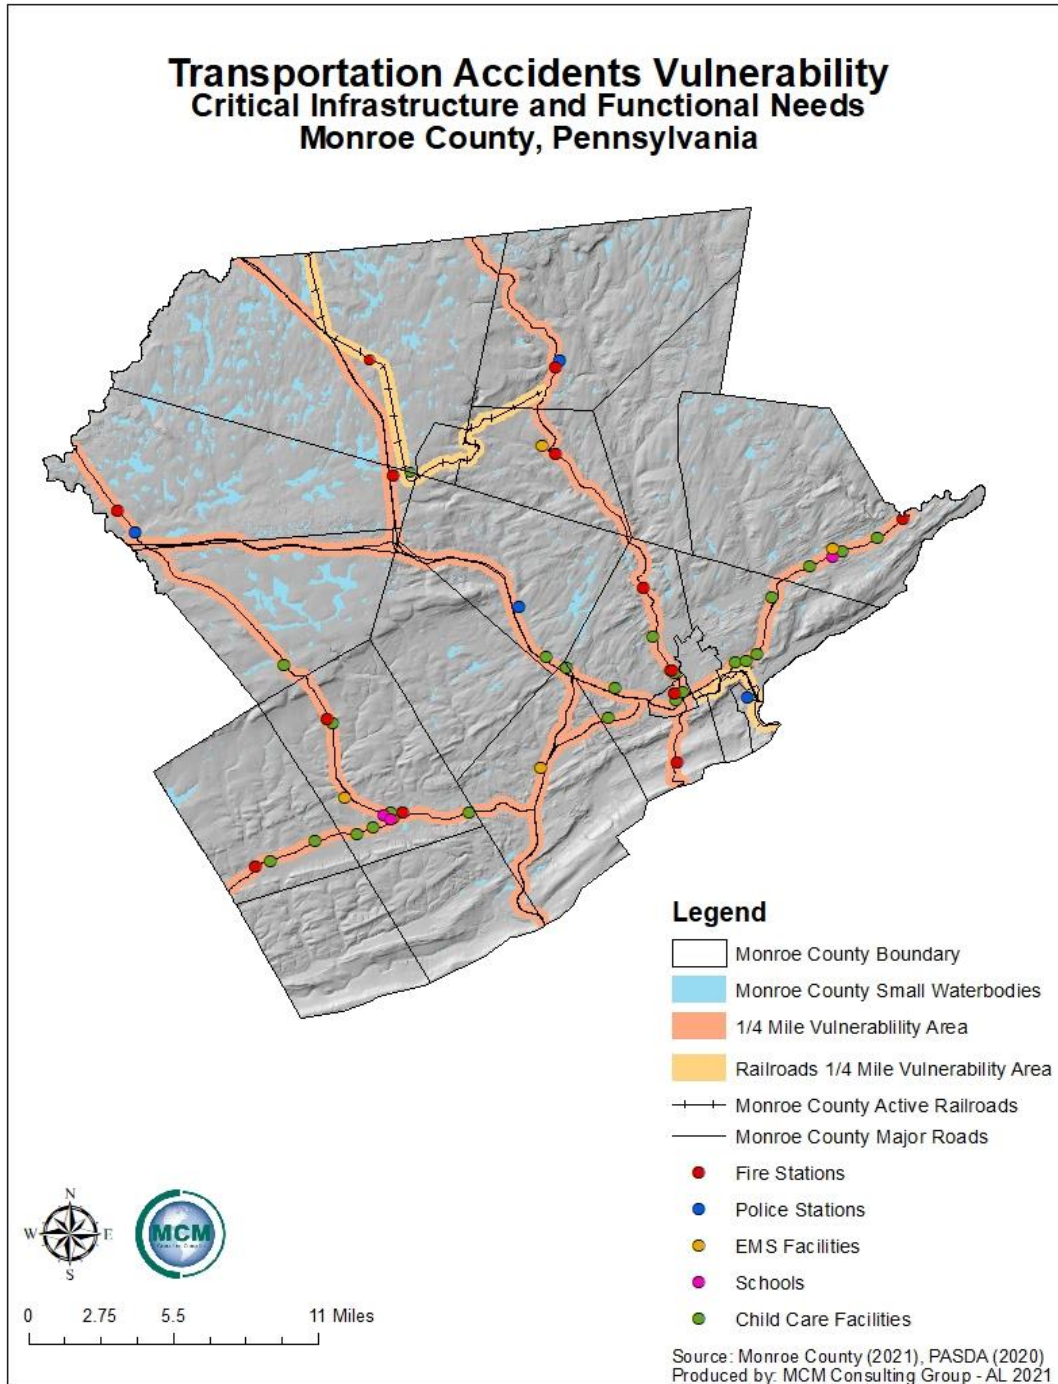 Transportation Accidents Vulnerability
Critical Infrastructure and Functional Needs
Monroe County, Pennsylvania
Legend
Monroe County Boundary
Monroe County Small Waterbodies
1/4 Mile Vulnerablility Area
Railroads 1/4 Mile Vulnerability Area
Monroe County Active Railroads
Monroe County Major Roads
Fire Stations
Police Stations
EMS Facilities
Schools
Child Care Facilities
N
W E
S
MCM
0 2.75 5.5 11 Miles
Source: Monroe County (2021), PASDA (2020)
Produced by: MCM Consulting Group - AL 2021